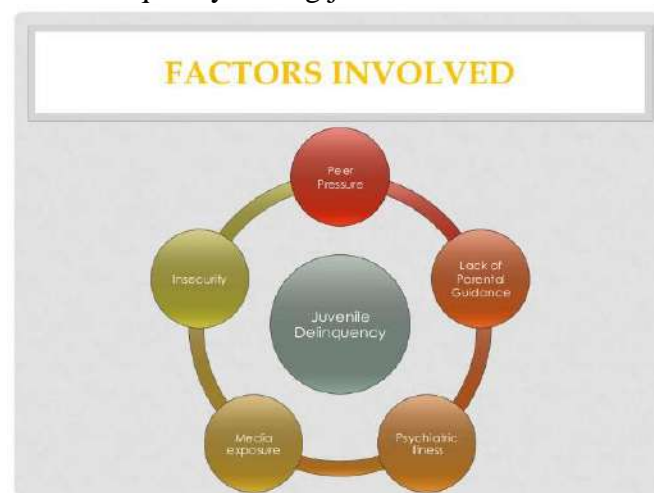 FACTORS INVOLVED
Peer
Pressure
Lack of
Parental
Guidance
Psychiatric
Illness
Media
exposure
Insecurity
Juvenile
Delinquency